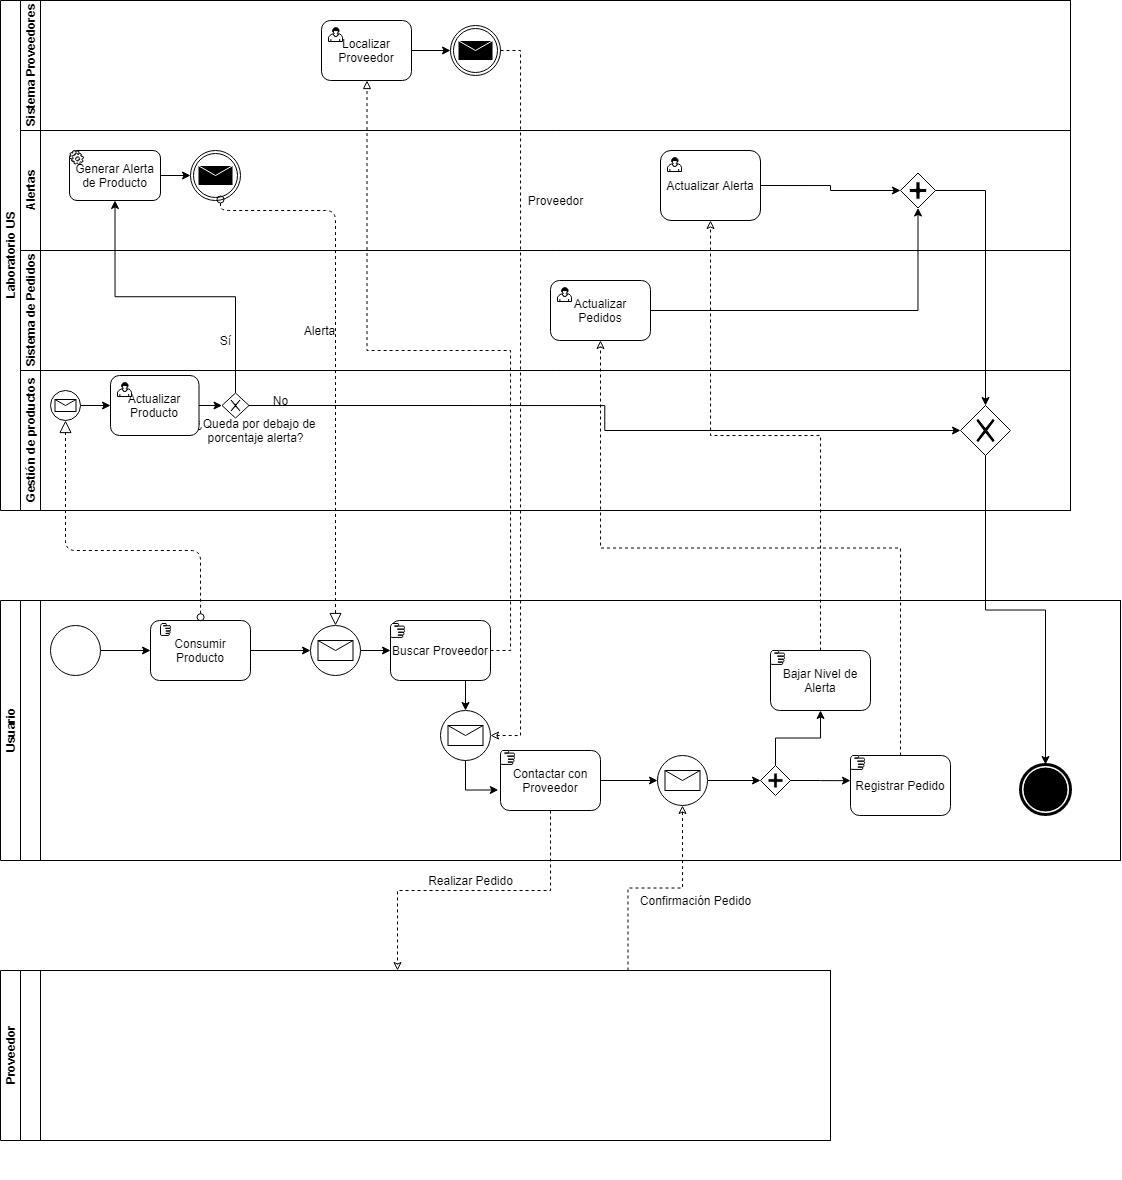 Laboratorio US
Sistema Proveedores
Localizar
Proveedor
Alertas
Generar Alerta
de Producto
Proveedor
Actualizar Alerta
Sistema de Pedidos
Sí
Alerta
Actualizar
Pedidos
Gestión de productos
Actualizar
Producto
No
¿Queda por debajo de
porcentaje alerta?
Usuario
Consumir
Producto
Buscar Proveedor
Contactar con
Proveedor
Bajar Nivel de
Alerta
Registrar Pedido
Realizar Pedido
Confirmación Pedido
Proveedor